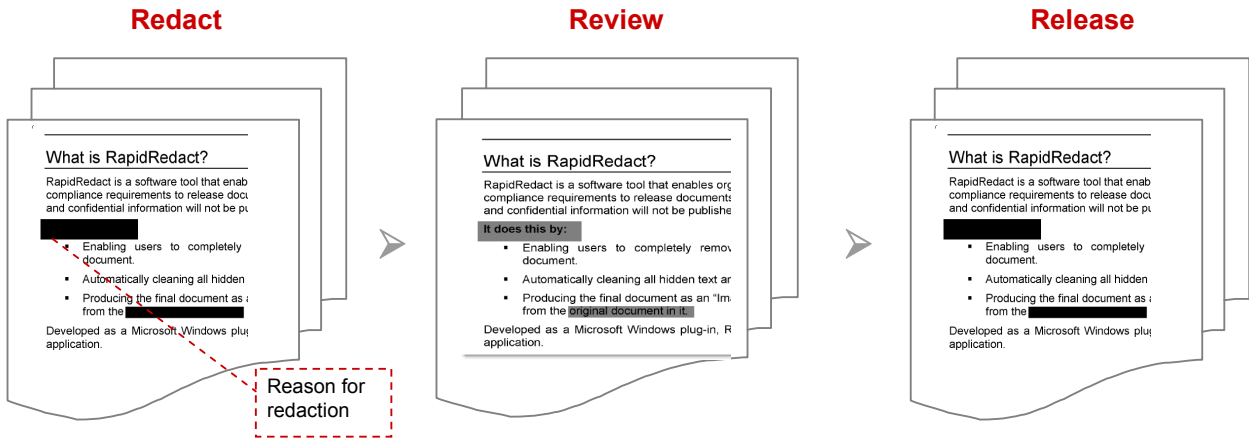 Redact
Review
Release
What is RapidRedact?
RapidRedact is a software tool that enab
compliance requirements to release docu
and confidential information will not be pu
▪ Enabling users to completely
document.
▪ Automatically cleaning all hidden
▪ Producing the final document as a
from the
Developed as a Microsoft Windows plug
application.
Reason for
redaction
What is RapidRedact?
RapidRedact is a software tool that enables org
compliance requirements to release documents
and confidential information will not be publishe
It does this by:
▪ Enabling users to completely remov
document.
▪ Automatically cleaning all hidden text an
▪ Producing the final document as an "Ima
from the original document in it.
Developed as a Microsoft Windows plug-in, R
application.
What is RapidRedact?
RapidRedact is a software tool that enab
compliance requirements to release docu
and confidential information will not be pu
▪ Enabling users to completely
document.
▪ Automatically cleaning all hidden
▪ Producing the final document as a
from the
Developed as a Microsoft Windows plug
application.